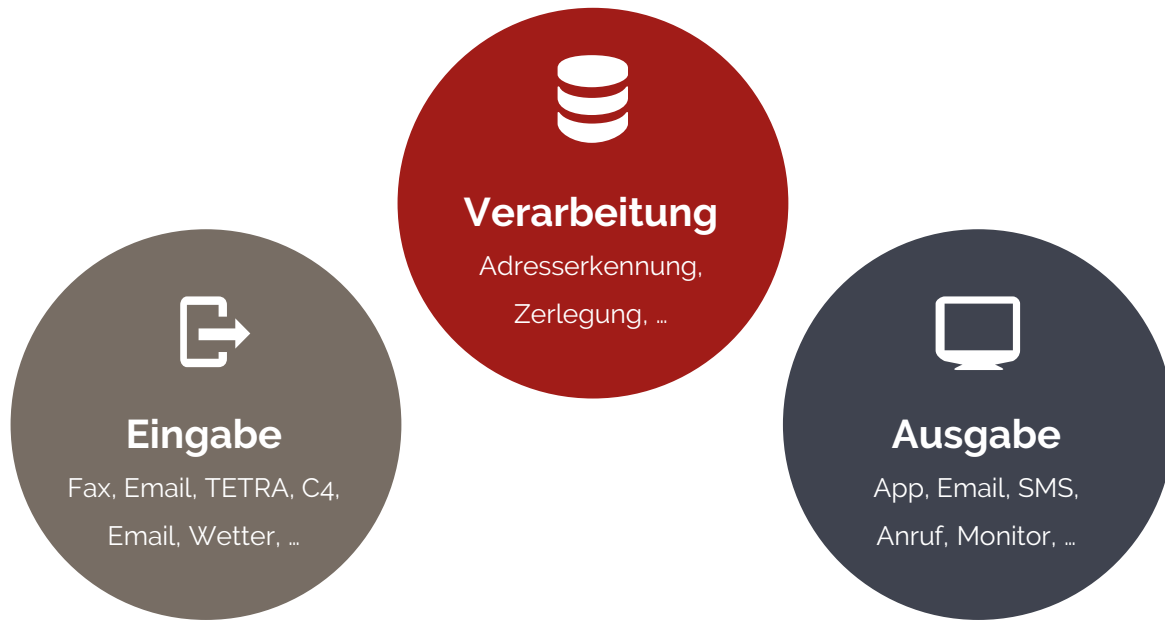 Verarbeitung
Adresserkennung,
Zerlegung, ...
Eingabe
Fax, Email, TETRA, C4,
Email, Wetter, ...
Ausgabe
App, Email, SMS,
Anruf, Monitor, ...